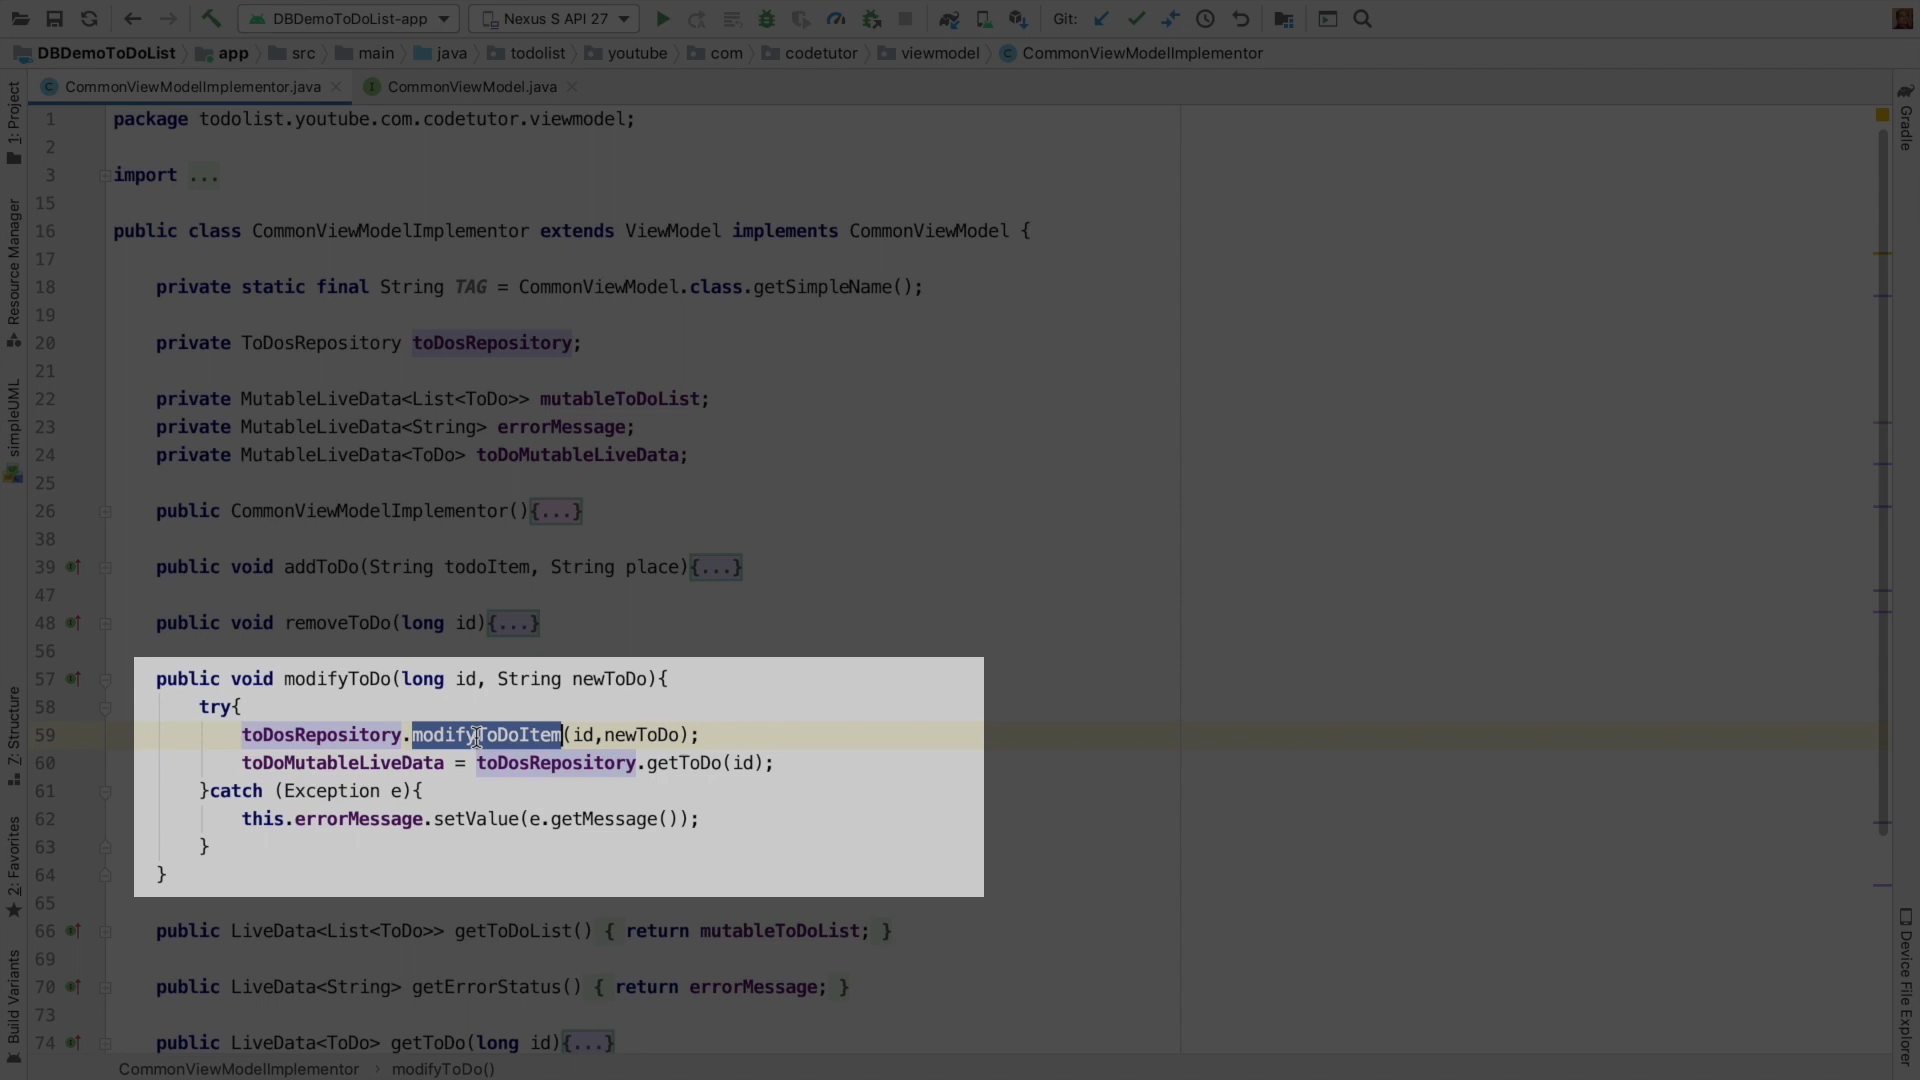 DBDemoToDoList-app
Nexus S API 27
Git:
DBDemoToDoList
app
src
main
java
todolist
youtube
com
codetutor
viewmodel
CommonViewModelImplementor
CommonViewModelImplementor.java
CommonViewModel.java
1: Project
Resource Manager
simpleUML
Z: Structure
2: Favorites
Build Variants
Gradle
Device File Explorer
1 package todolist.youtube.com.codetutor.viewmodel;
2
3 import ...
15
16 public class CommonViewModelImplementor extends ViewModel implements CommonViewModel {
17
18 private static final String TAG = CommonViewModel.class.getSimpleName();
19
20 private ToDosRepository toDosRepository;
21
22 private MutableLiveData<List<ToDo>> mutableToDoList;
23 private MutableLiveData<String> errorMessage;
24 private MutableLiveData<ToDo> toDoMutableLiveData;
25
26 public CommonViewModelImplementor(){...}
38
39 public void addToDo(String todoItem, String place){...}
47
48 public void removeToDo(long id){...}
56
57 public void modifyToDo(long id, String newToDo){
58 try{
59 toDosRepository.modifyToDoItem(id,newToDo);
60 toDoMutableLiveData = toDosRepository.getToDo(id);
61 }catch (Exception e){
62 this.errorMessage.setValue(e.getMessage());
63 }
64 }
65
66 public LiveData<List<ToDo>> getToDoList() { return mutableToDoList; }
69
70 public LiveData<String> getErrorStatus() { return errorMessage; }
73
74 public LiveData<ToDo> getToDo(long id){...}
CommonViewModelImplementor
modifyToDo()